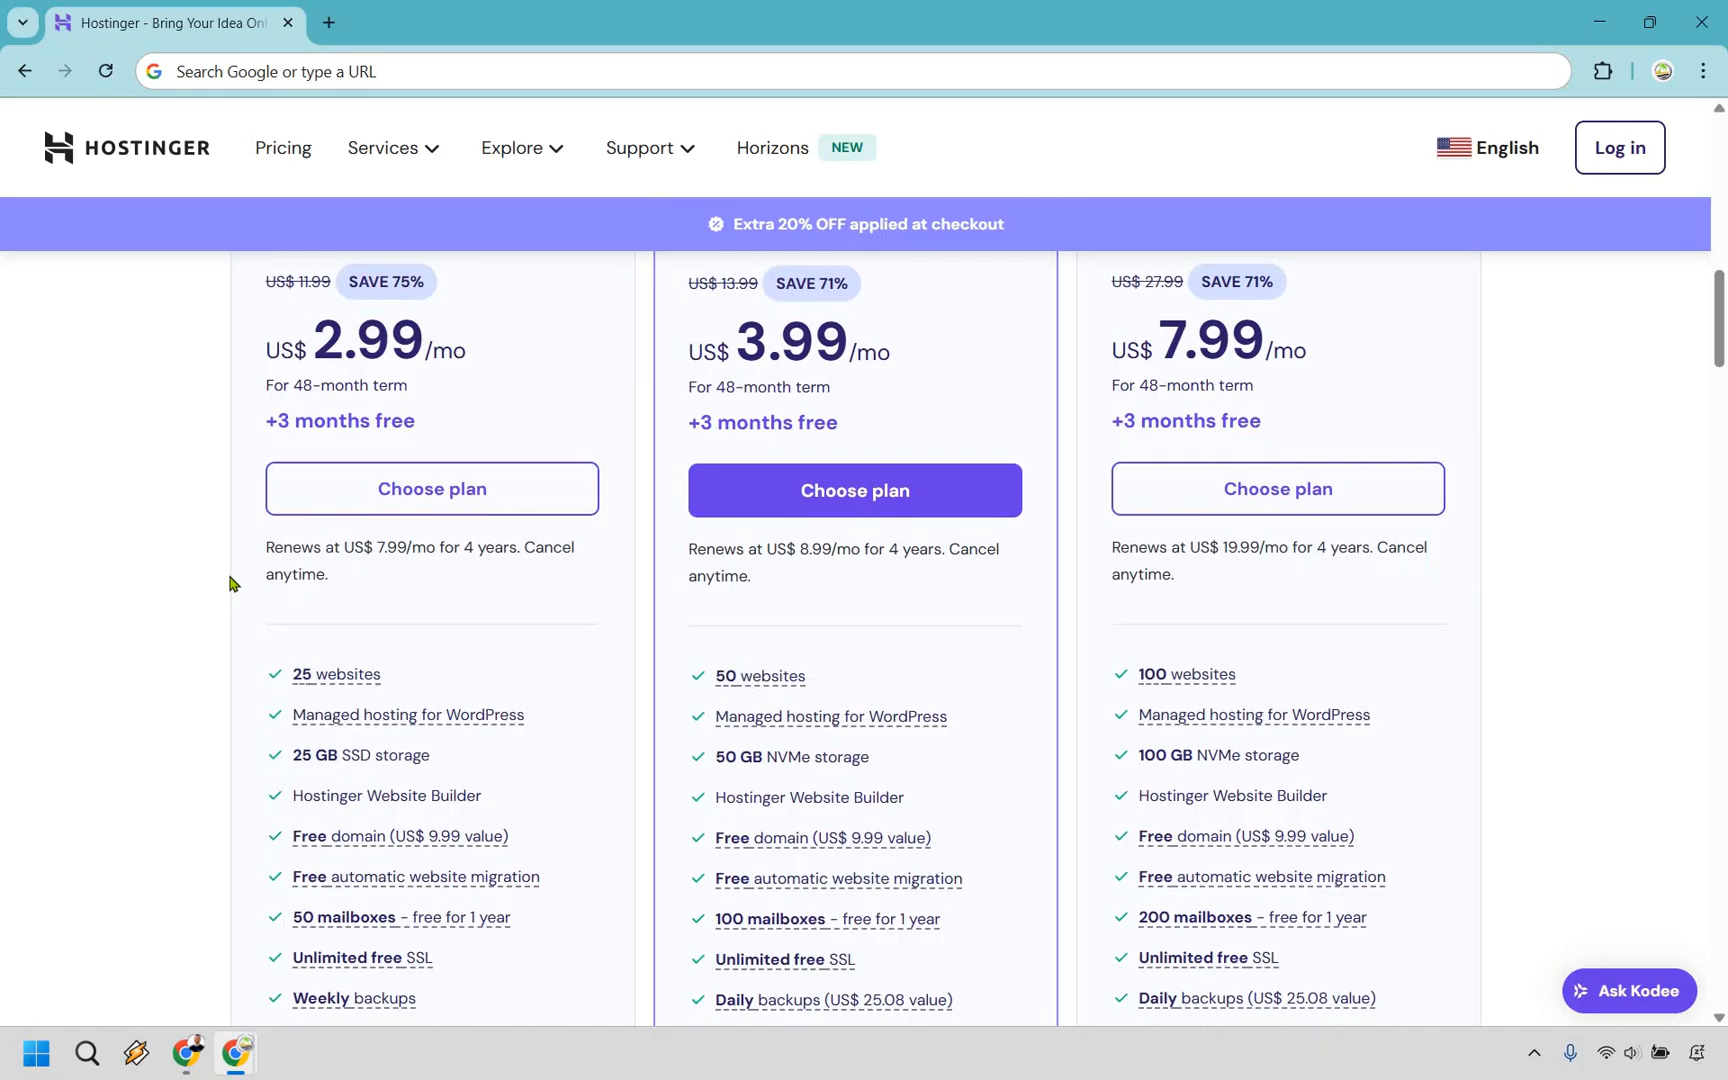 Hostinger - Bring Your Idea Onl
Search Google or type a URL
HOSTINGER
Pricing
Services
Explore
Support
Horizons
NEW
English
Log in
Extra 20% OFF applied at checkout
US$ 11.99 SAVE 75%
US$ 2.99/mo
For 48-month term
+3 months free
Choose plan
Renews at US$ 7.99/mo for 4 years. Cancel
anytime.
25 websites
Managed hosting for WordPress
25 GB SSD storage
Hostinger Website Builder
Free domain (US$ 9.99 value)
Free automatic website migration
50 mailboxes - free for 1 year
Unlimited free SSL
Weekly backups
US$ 13.99 SAVE 71%
US$ 3.99/mo
For 48-month term
+3 months free
Choose plan
Renews at US$ 8.99/mo for 4 years. Cancel
anytime.
50 websites
Managed hosting for WordPress
50 GB NVMe storage
Hostinger Website Builder
Free domain (US$ 9.99 value)
Free automatic website migration
100 mailboxes - free for 1 year
Unlimited free SSL
Daily backups (US$ 25.08 value)
US$ 27.99 SAVE 71%
US$ 7.99/mo
For 48-month term
+3 months free
Choose plan
Renews at US$ 19.99/mo for 4 years. Cancel
anytime.
100 websites
Managed hosting for WordPress
100 GB NVMe storage
Hostinger Website Builder
Free domain (US$ 9.99 value)
Free automatic website migration
200 mailboxes - free for 1 year
Unlimited free SSL
Daily backups (US$ 25.08 value)
Ask Kodee